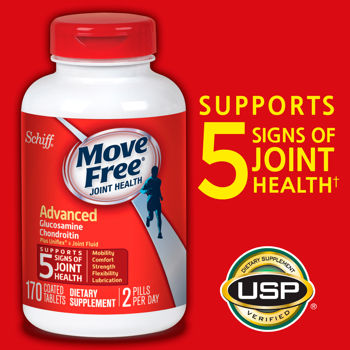 Schiff
Move
Free®
JOINT HEALTH
Advanced
Glucosamine
Chondroitin
Plus Uniflex® + Joint Fluid
SUPPORTS
5 SIGNS OF
JOINT
HEALTH†
Mobility
Comfort
Strength
Flexibility
Lubrication
170 COATED
TABLETS
DIETARY
SUPPLEMENT
2 PILLS
PER DAY
SUPPORTS
5 SIGNS OF
JOINT
HEALTH†
DIETARY SUPPLEMENT
USP
VERIFIED